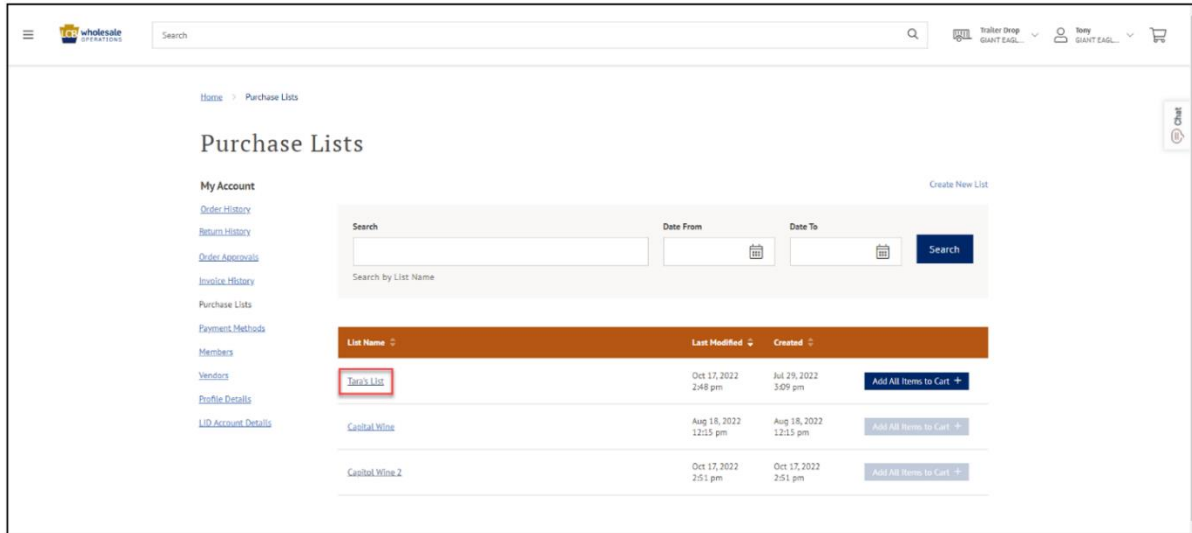 LCB wholesale
OPERATIONS
Search
Trailer Drop
GIANT EAGL...
Tony
GIANT EAGL...
Home > Purchase Lists
Chat
Purchase Lists
My Account
Create New List
Order History
Return History
Order Approvals
Invoice History
Purchase Lists
Payment Methods
Members
Vendors
Profile Details
LID Account Details
Search
Date From
Date To
Search
Search by List Name
List Name
Last Modified
Created
Tara's List
Oct 17, 2022
2:48 pm
Jul 29, 2022
3:09 pm
Add All Items to Cart +
Capital Wine
Aug 18, 2022
12:15 pm
Aug 18, 2022
12:15 pm
Add All Items to Cart +
Capitol Wine 2
Oct 17, 2022
2:51 pm
Oct 17, 2022
2:51 pm
Add All Items to Cart +